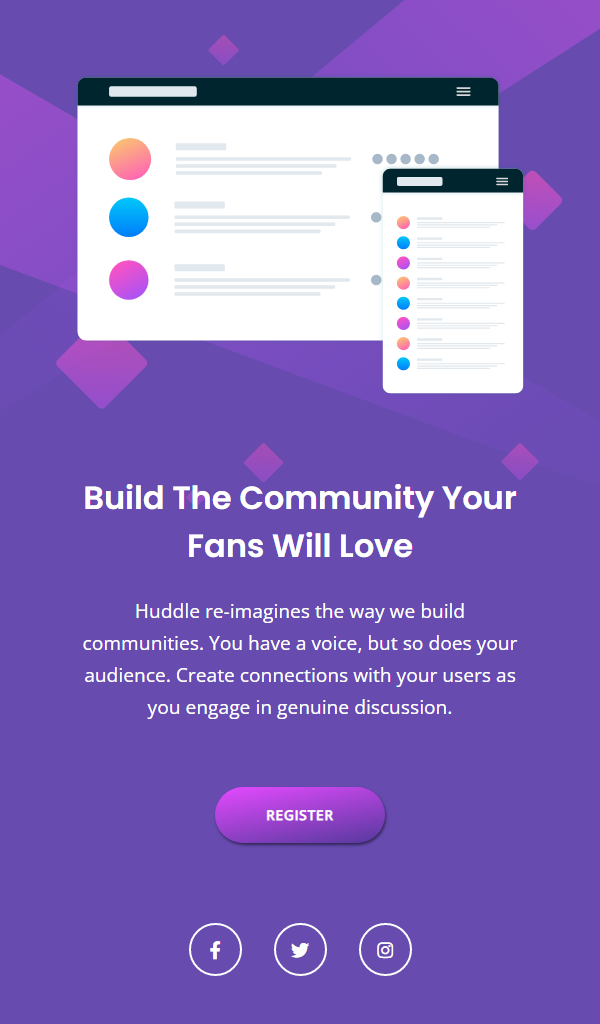 Build The Community Your
Fans Will Love
Huddle re-imagines the way we build
communities. You have a voice, but so does your
audience. Create connections with your users as
you engage in genuine discussion.
REGISTER